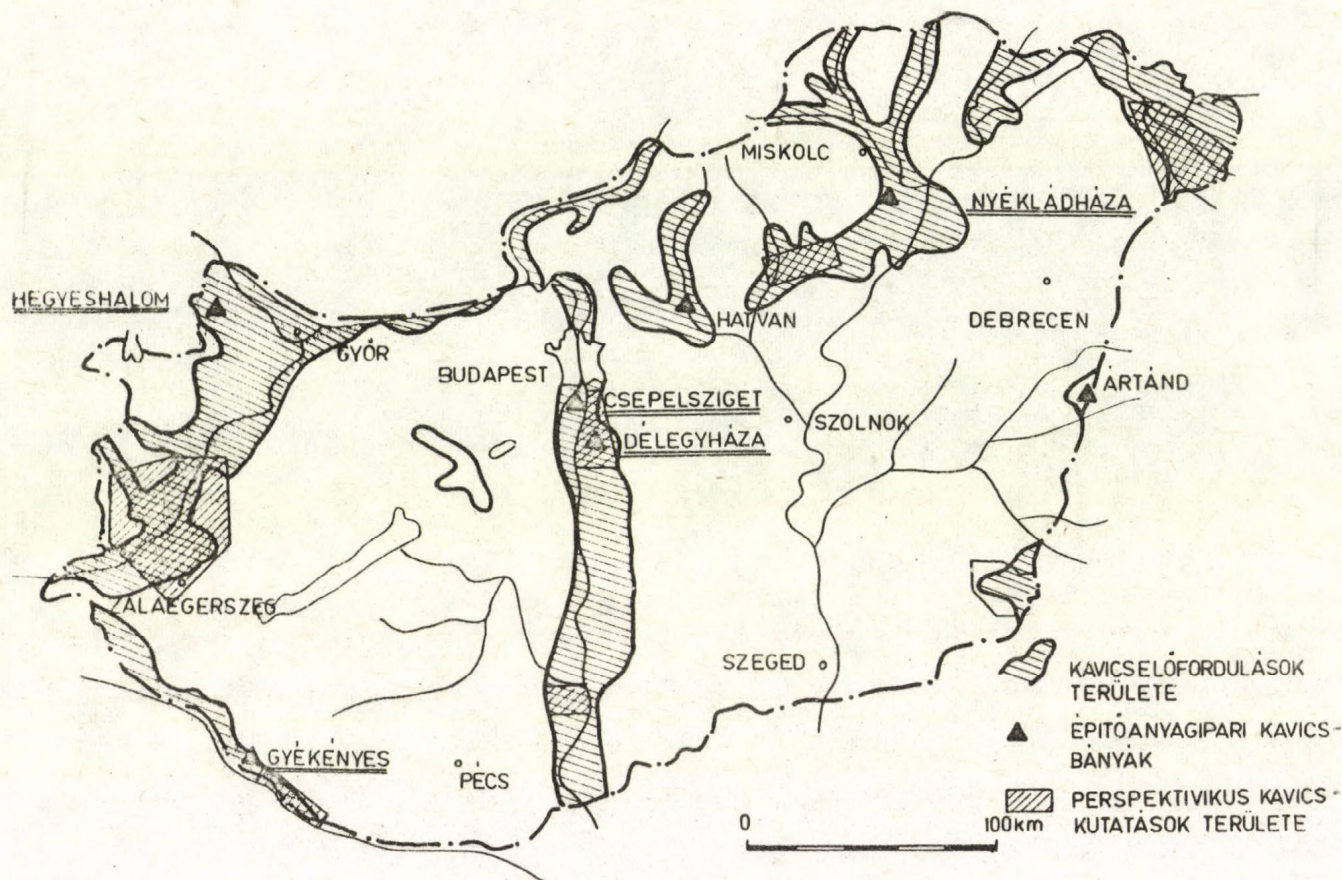 MISKOLC
NYÉKLÁDHÁZA
HEGYESHALOM
HATVAN
GYŐR
DEBRECEN
BUDAPEST
ÁRTÁND
CSEPELSZIGET
SZOLNOK
DÉLEGYHÁZA
ZALAEGERSZEG
SZEGED
GYÉKÉNYES
PÉCS
KAVICSELŐFORDULÁSOK
TERÜLETE
ÉPITŐANYAGIPARI KAVICS-
BÁNYÁK
PERSPEKTIVIKUS KAVICS-
KUTATÁSOK TERÜLETE
0 100km